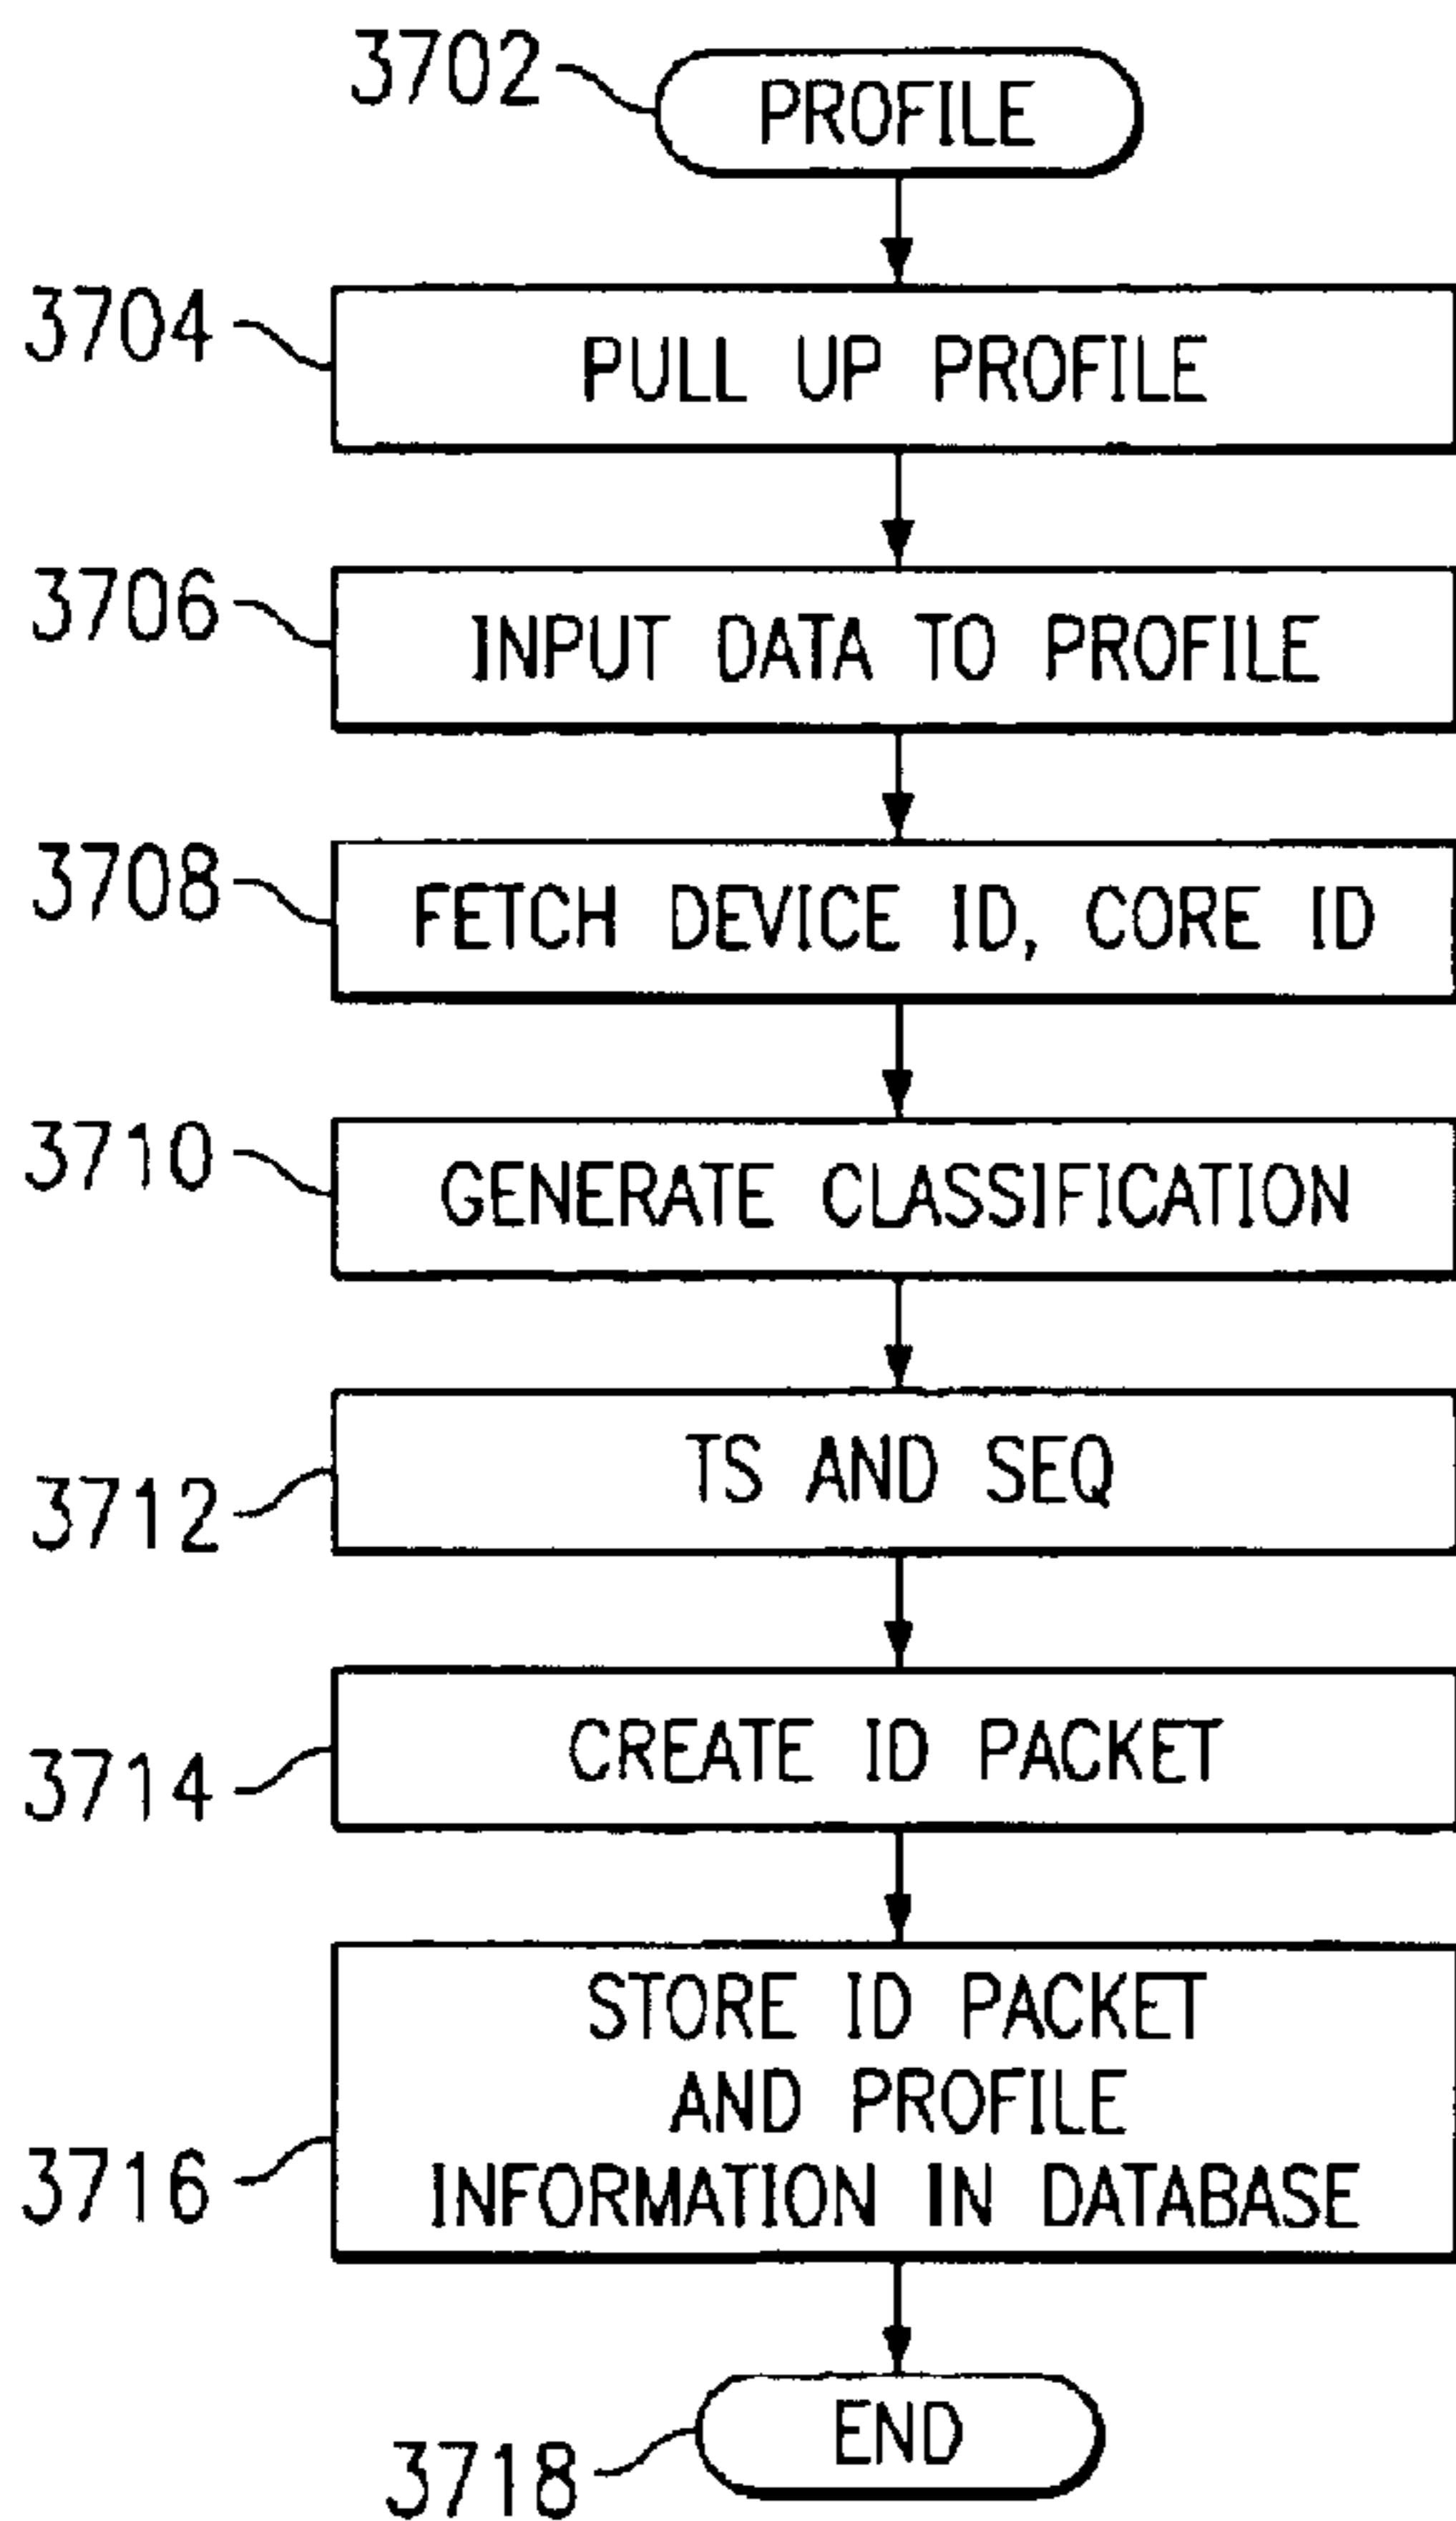 3702
PROFILE
3704
PULL UP PROFILE
3706
INPUT DATA TO PROFILE
3708
FETCH DEVICE ID, CORE ID
3710
GENERATE CLASSIFICATION
3712
TS AND SEQ
3714
CREATE ID PACKET
3716
STORE ID PACKET
AND PROFILE
INFORMATION IN DATABASE
3718
END